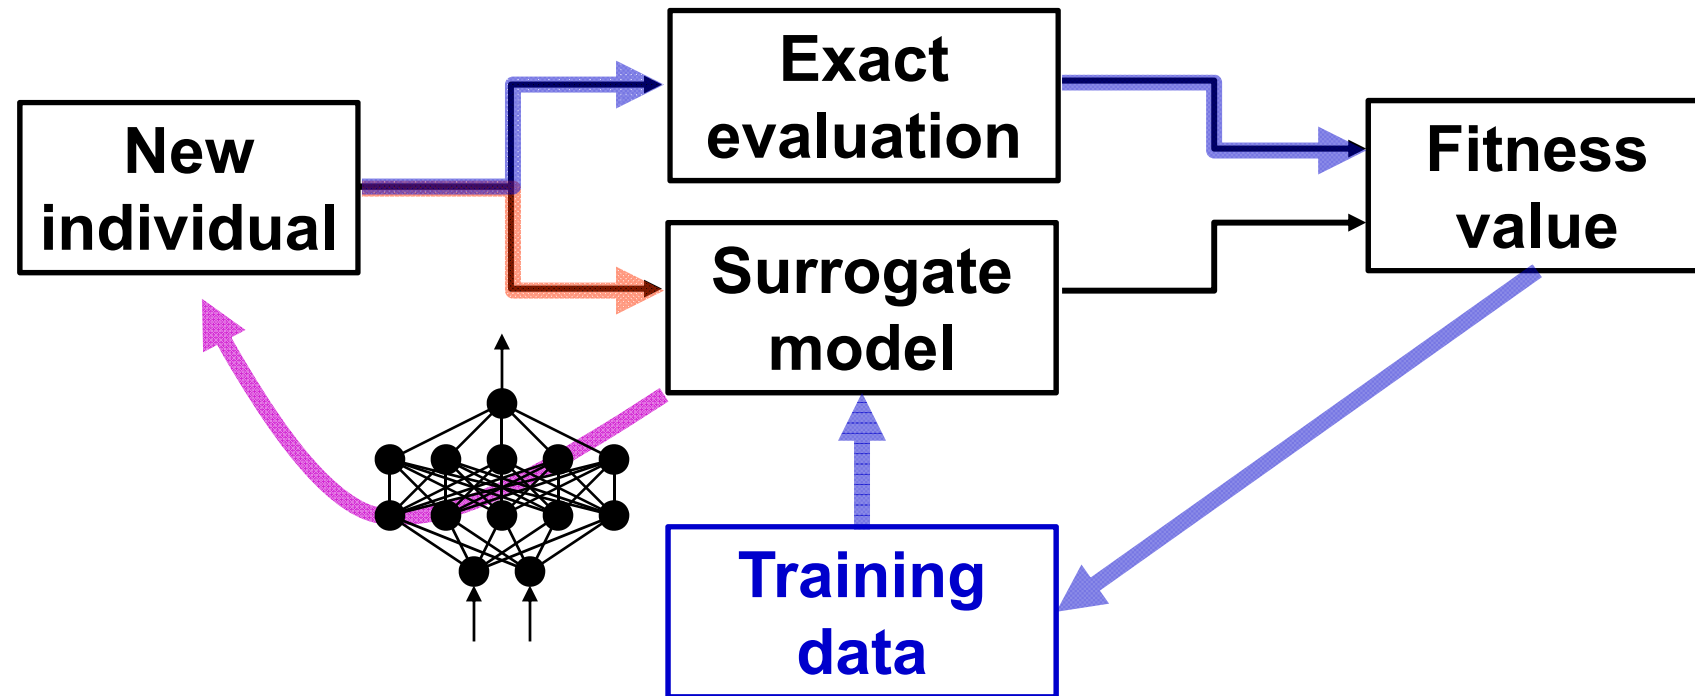 New
individual
Exact
evaluation
Surrogate
model
Fitness
value
Training
data